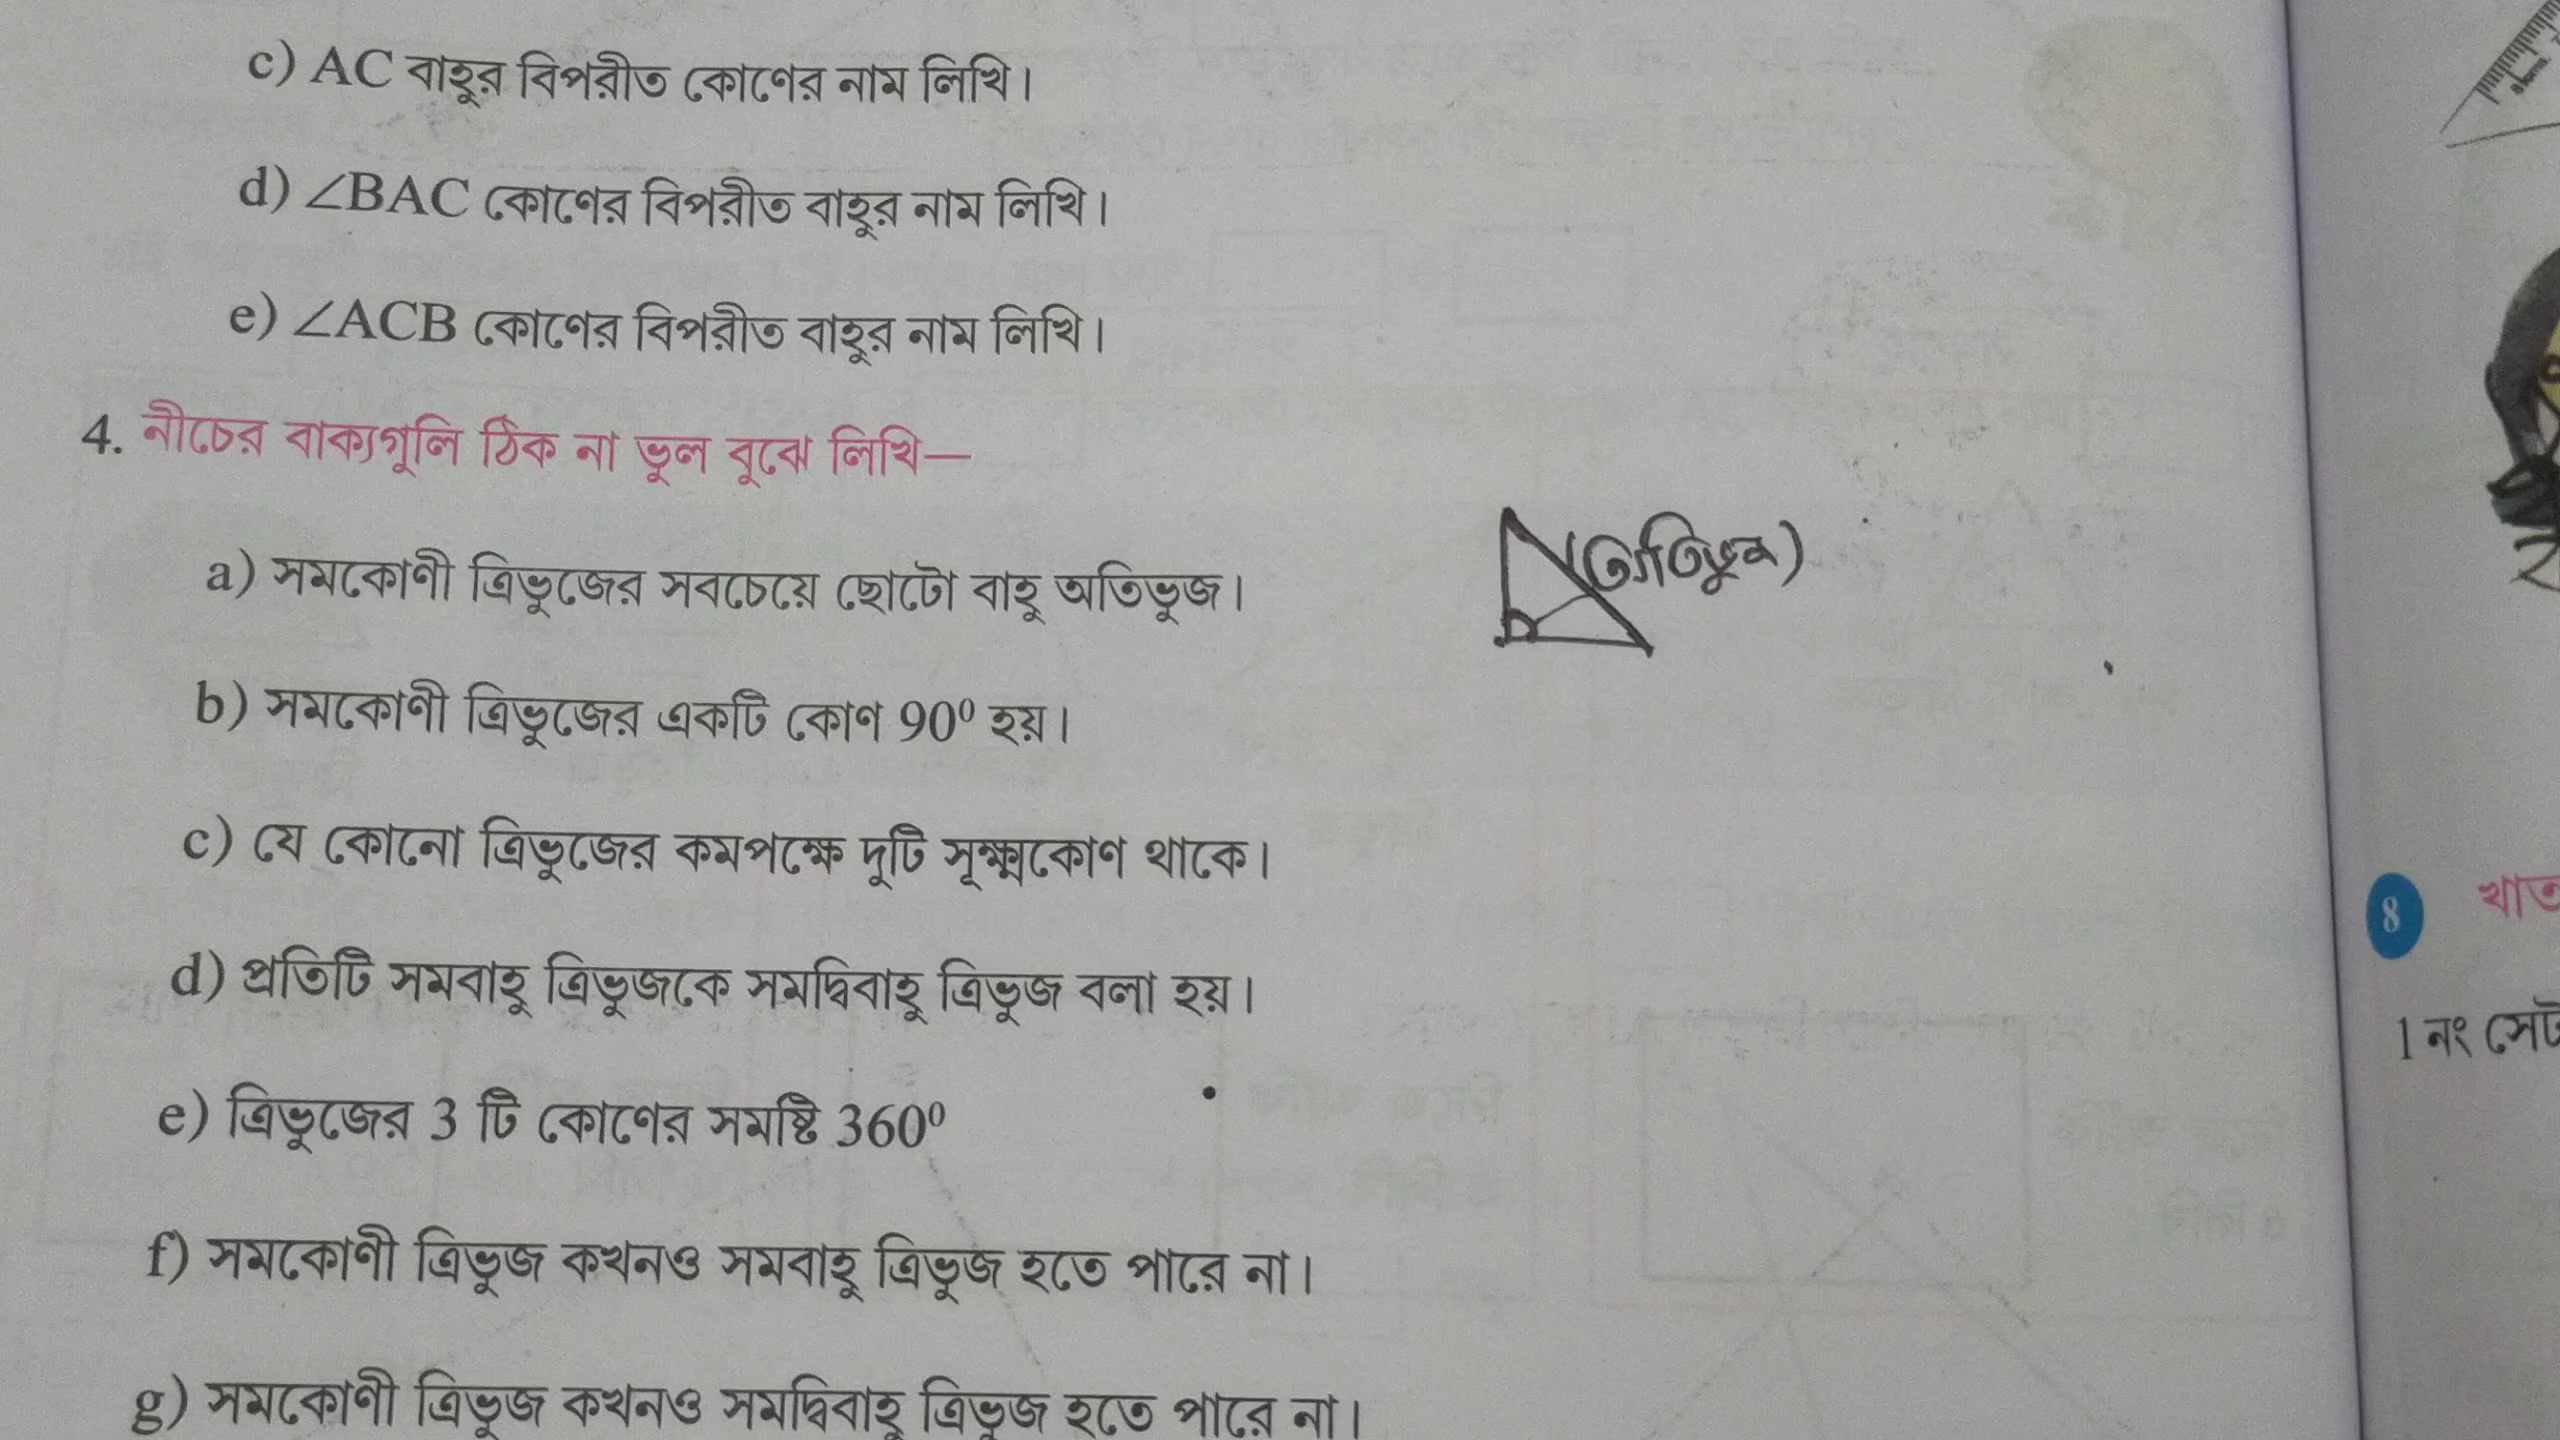 c) AC বাহুর বিপরীত কোণের নাম লিখি।
d) ∠BAC কোণের বিপরীত বাহুর নাম লিখি।
e) ∠ACB কোণের বিপরীত বাহুর নাম লিখি।
4. নীচের বাক্যগুলি ঠিক না ভুল বুঝে লিখি—
a) সমকোণী ত্রিভুজের সবচেয়ে ছোটো বাহু অতিভুজ।
b) সমকোণী ত্রিভুজের একটি কোণ 90⁰ হয়।
c) যে কোনো ত্রিভুজের কমপক্ষে দুটি সূক্ষ্মকোণ থাকে।
d) প্রতিটি সমবাহু ত্রিভুজকে সমদ্বিবাহু ত্রিভুজ বলা হয়।
e) ত্রিভুজের 3 টি কোণের সমষ্টি 360⁰
f) সমকোণী ত্রিভুজ কখনও সমবাহু ত্রিভুজ হতে পারে না।
g) সমকোণী ত্রিভুজ কখনও সমদ্বিবাহু ত্রিভুজ হতে পারে না।
8
1 নং